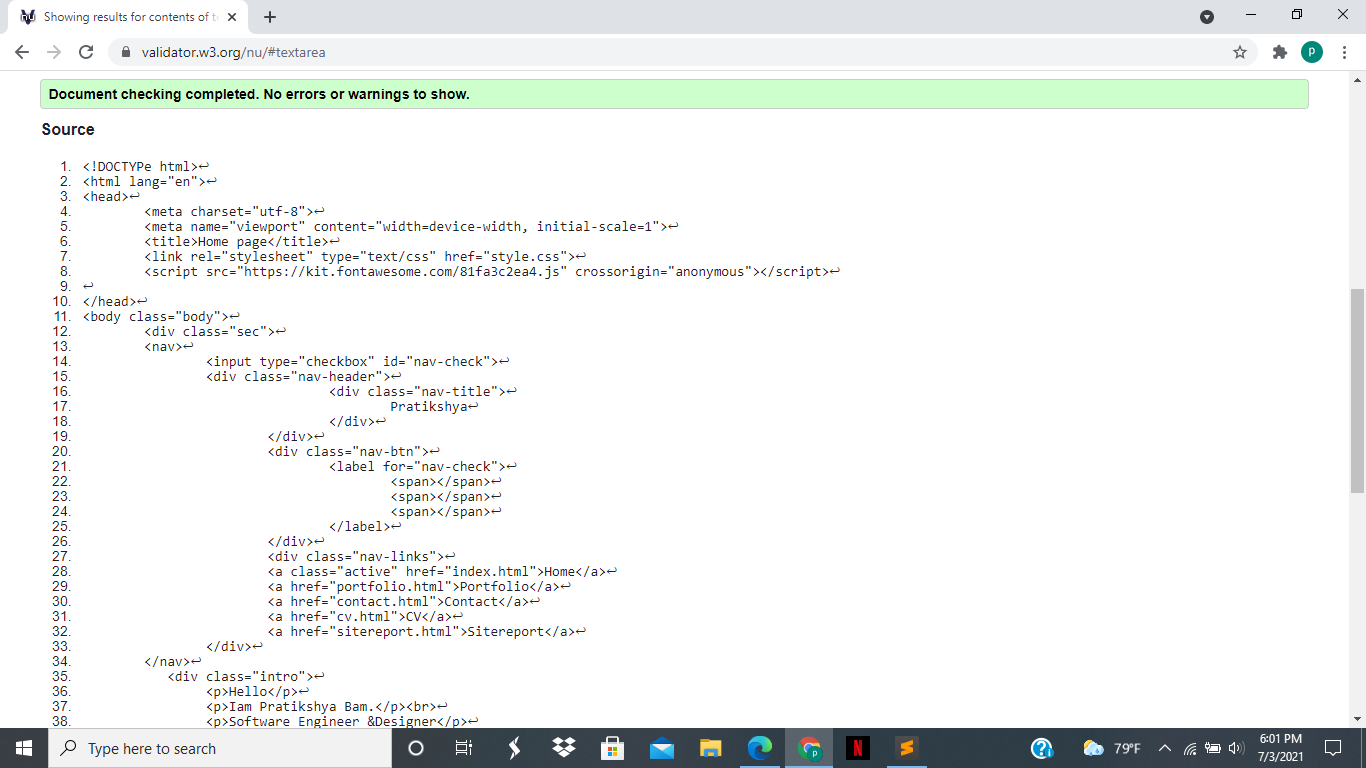 Showing results for contents of t
validator.w3.org/nu/#textarea
P
Document checking completed. No errors or warnings to show.
Source
1. <!DOCTYPe html>↩
2. <html lang="en">↩
3. <head>↩
4. <meta charset="utf-8">↩
5. <meta name="viewport" content="width=device-width, initial-scale=1">↩
6. <title>Home page</title>↩
7. <link rel="stylesheet" type="text/css" href="style.css">↩
8. <script src="https://kit.fontawesome.com/81fa3c2ea4.js" crossorigin="anonymous"></script>↩
9. ↩
10. </head>↩
11. <body class="body">↩
12. <div class="sec">↩
13. <nav>↩
14. <input type="checkbox" id="nav-check">↩
15. <div class="nav-header">↩
16. <div class="nav-title">↩
17. Pratikshya↩
18. </div>↩
19. </div>↩
20. <div class="nav-btn">↩
21. <label for="nav-check">↩
22. <span></span>↩
23. <span></span>↩
24. <span></span>↩
25. </label>↩
26. </div>↩
27. <div class="nav-links">↩
28. <a class="active" href="index.html">Home</a>↩
29. <a href="portfolio.html">Portfolio</a>↩
30. <a href="contact.html">Contact</a>↩
31. <a href="cv.html">CV</a>↩
32. <a href="sitereport.html">Sitereport</a>↩
33. </div>↩
34. </nav>↩
35. <div class="intro">↩
36. <p>Hello</p>↩
37. <p>Iam Pratikshya Bam.</p><br>↩
38. <p>Software Engineer &Designer</p>↩
Type here to search
79°F
6:01 PM
7/3/2021